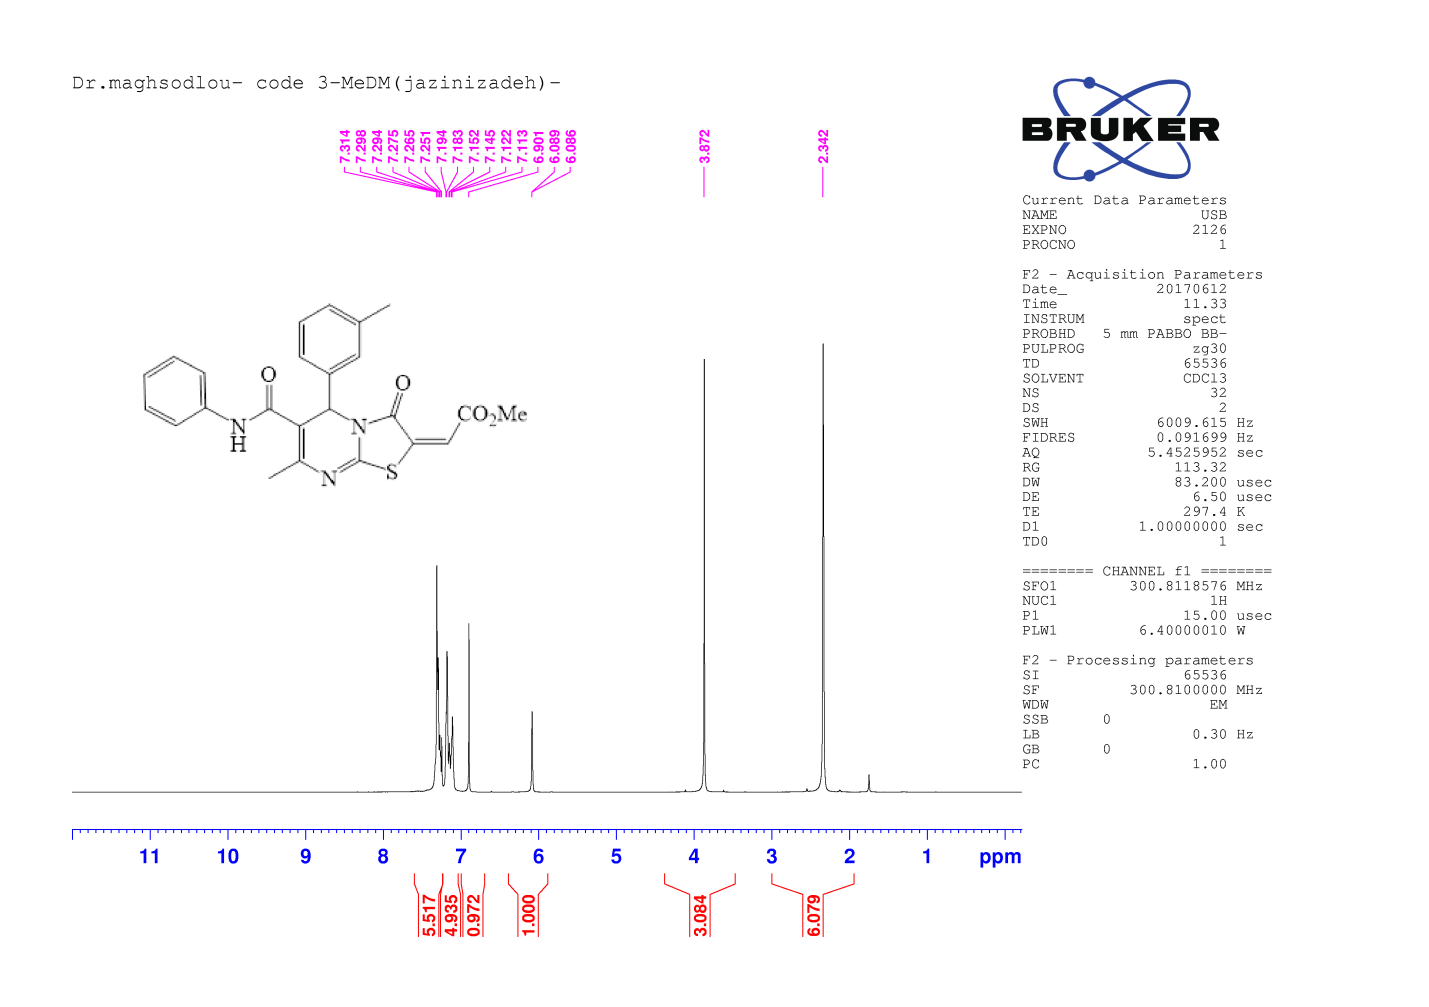 Dr.maghsodlou- code 3-MeDM(jazinizadeh)-
7.314
7.298
7.294
7.275
7.265
7.251
7.194
7.183
7.152
7.145
7.122
7.113
6.901
6.089
6.086
3.872
2.342
BRUKER
Current Data Parameters
NAME USB
EXPNO 2126
PROCNO 1
F2 - Acquisition Parameters
Date_ 20170612
Time 11.33
INSTRUM spect
PROBHD 5 mm PABBO BB-
PULPROG zg30
TD 65536
SOLVENT CDCl3
NS 32
DS 2
SWH 6009.615 Hz
FIDRES 0.091699 Hz
AQ 5.4525952 sec
RG 113.32
DW 83.200 usec
DE 6.50 usec
TE 297.4 K
D1 1.00000000 sec
TD0 1
======== CHANNEL f1 ========
SFO1 300.8118576 MHz
NUC1 1H
P1 15.00 usec
PLW1 6.40000010 W
F2 - Processing parameters
SI 65536
SF 300.8100000 MHz
WDW EM
SSB 0
LB 0.30 Hz
GB 0
PC 1.00
O
O
CO2Me
N
H
N
N
S
11 10 9 8 7 6 5 4 3 2 1 ppm
5.517
4.935
0.972
1.000
3.084
6.079